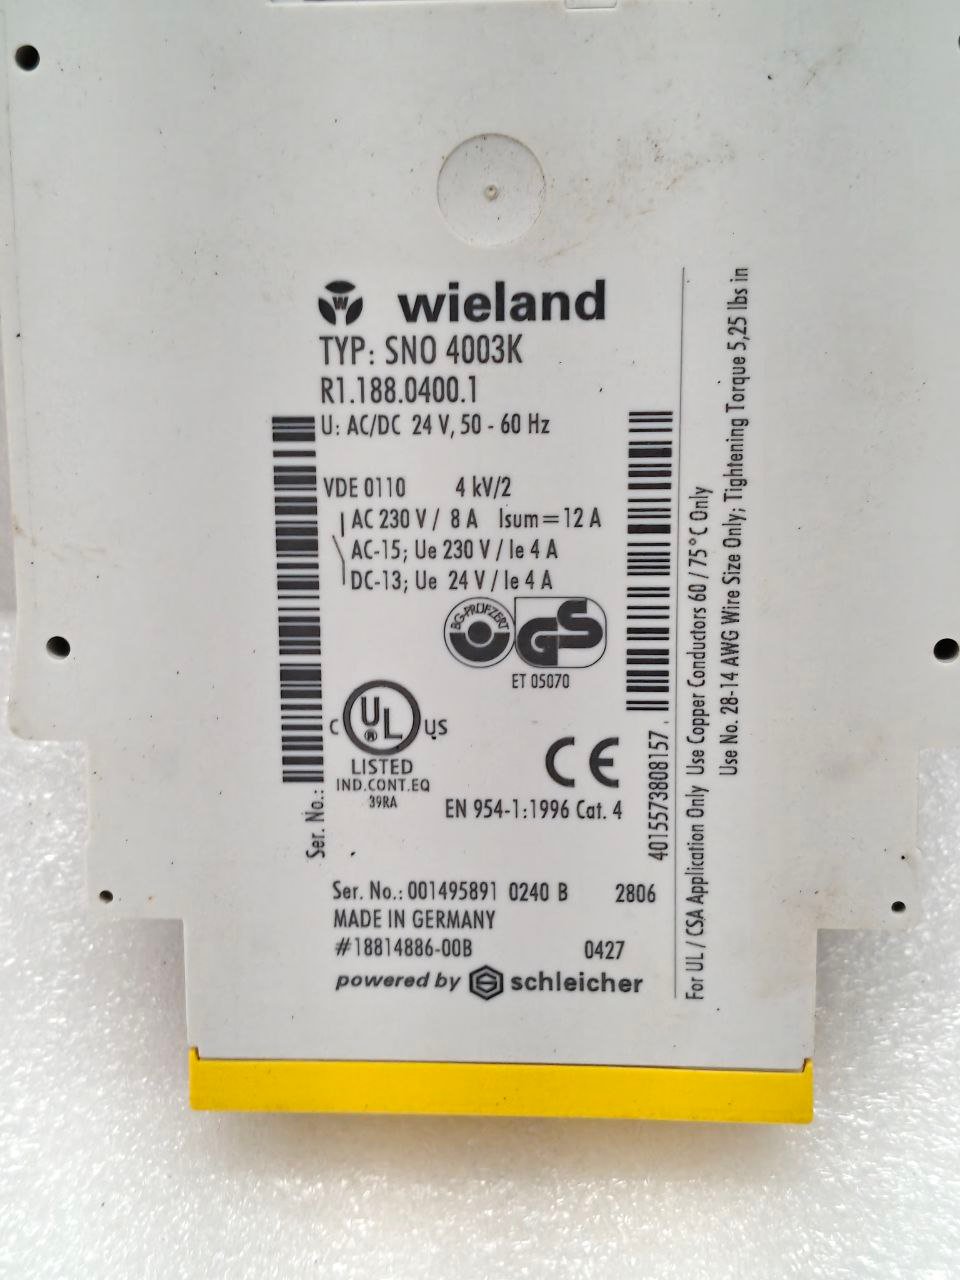 W wieland
TYP: SNO 4003K
R1.188.0400.1
U: AC/DC 24 V, 50 - 60 Hz
VDE 0110 4 kV/2
AC 230 V / 8 A Isum=12 A
AC-15; Ue 230 V / Ie 4 A
DC-13; Ue 24 V / Ie 4 A
BG-PRÜFZERT
GS
ET 05070
C UL ® US
LISTED
IND.CONT.EQ
39RA
CE
EN 954-1:1996 Cat. 4
Ser. No.:
4015573808157
Ser. No.: 001495891 0240 B 2806
MADE IN GERMANY
#18814886-00B 0427
powered by S schleicher
For UL / CSA Application Only Use Copper Conductors 60 / 75°C Only
Use No. 28-14 AWG Wire Size Only; Tightening Torque 5,25 lbs in